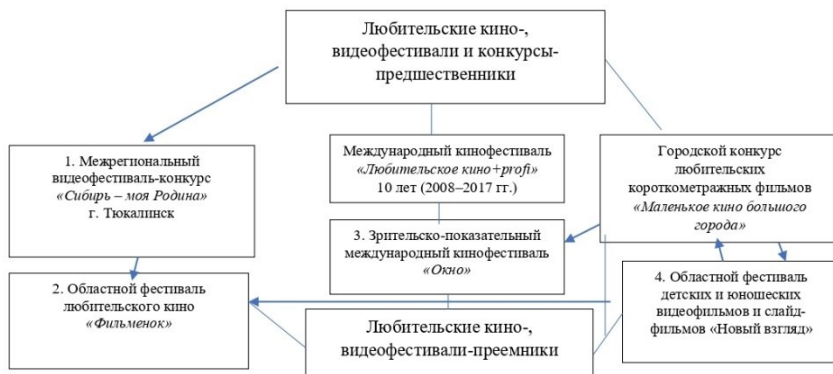 Любительские кино-,
видеофестивали и конкурсы-
предшественники
1. Межрегиональный
видеофестиваль-конкурс
«Сибирь – моя Родина»
г. Тюкалинск
Международный кинофестиваль
«Любительское кино+profi»
10 лет (2008–2017 гг.)
Городской конкурс
любительских
короткометражных фильмов
«Маленькое кино большого
города»
3. Зрительско-показательный
международный кинофестиваль
«Окно»
2. Областной фестиваль
любительского кино
«Фильменок»
4. Областной фестиваль
детских и юношеских
видеофильмов и слайд-
фильмов «Новый взгляд»
Любительские кино-,
видеофестивали-преемники